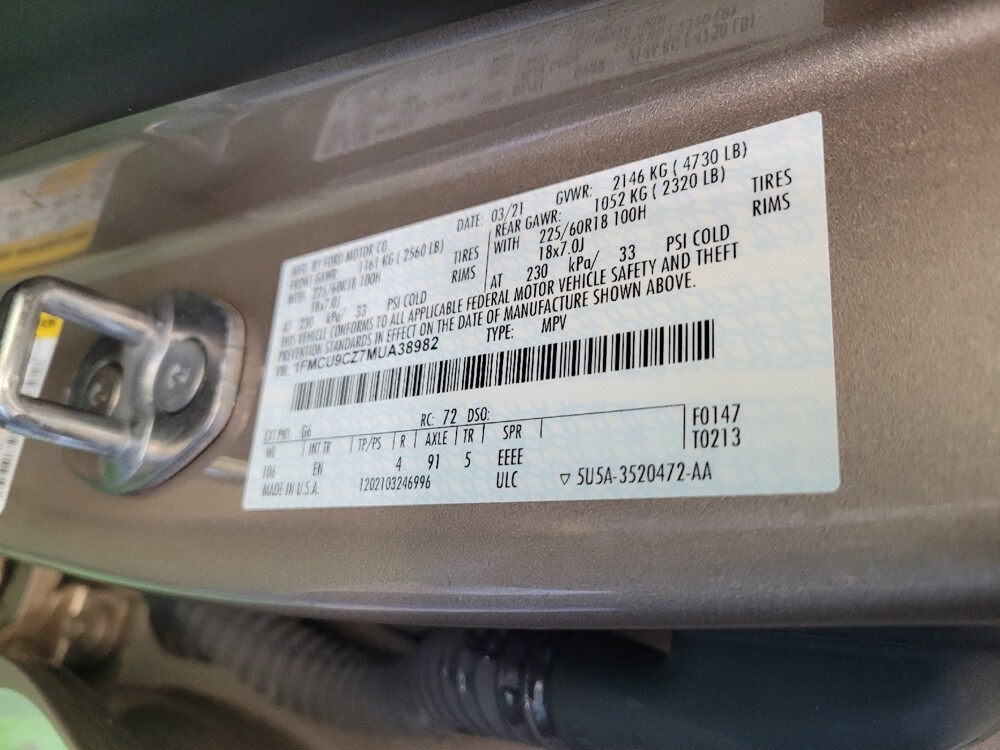 MFD. BY FORD MOTOR CO. DATE: 03/21 GVWR: 2146 KG ( 4730 LB)
FRONT GAWR: 1161 KG ( 2560 LB) REAR GAWR: 1052 KG ( 2320 LB)
WITH 225/60R18 100H TIRES WITH 225/60R18 100H TIRES
18x7.0J RIMS 18x7.0J RIMS
AT 230 kPa/ 33 PSI COLD AT 230 kPa/ 33 PSI COLD
THIS VEHICLE CONFORMS TO ALL APPLICABLE FEDERAL MOTOR VEHICLE SAFETY AND THEFT
PREVENTION STANDARDS IN EFFECT ON THE DATE OF MANUFACTURE SHOWN ABOVE.
VIN: 1FMCU9CZ7MUA38982 TYPE: MPV
EXT PNT: G6 RC: 72 DSO: F0147
WB INT TR TP/PS R AXLE TR SPR T0213
106 EN 4 91 5 EEEE
MADE IN U.S.A. 1202103246996 ULC ▽ 5U5A-3520472-AA